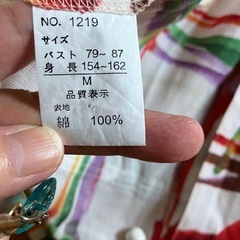 NO. 1219
サイズ
バスト 79~ 87
身 長 154~162
M
品質表示
表地
綿 100%